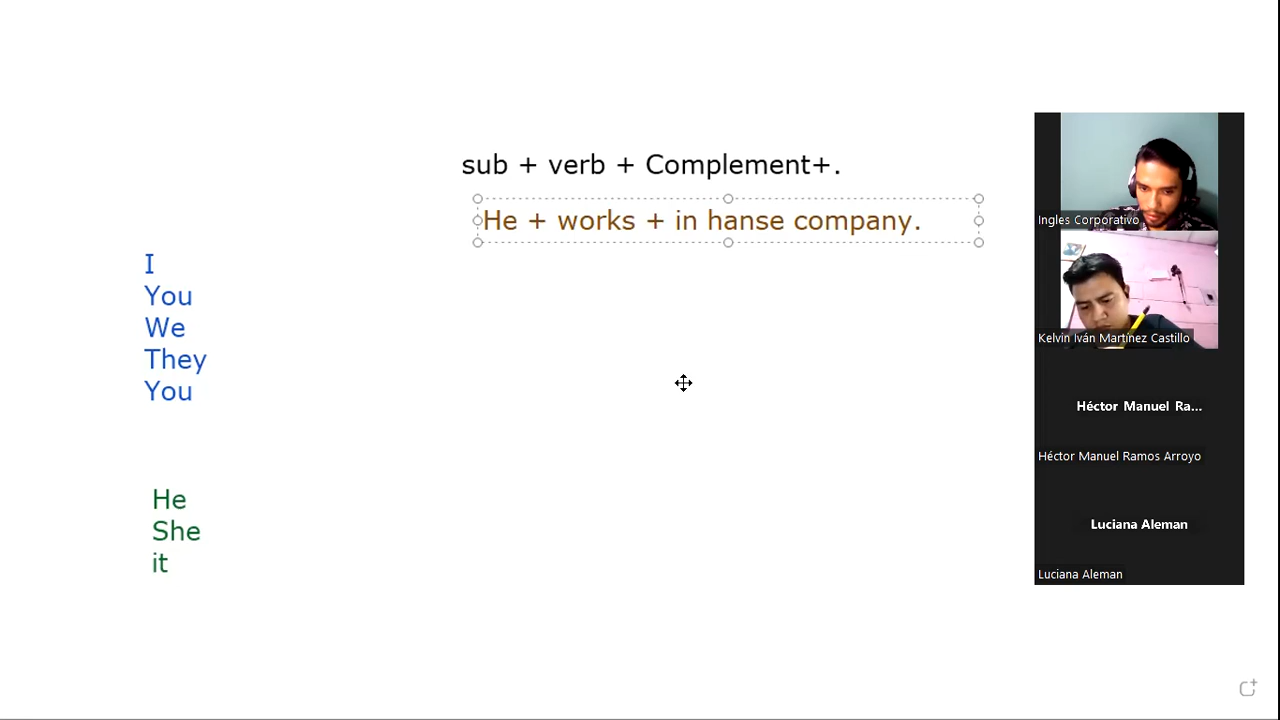 sub + verb + Complement+.
He + works + in hanse company.
I
You
We
They
You
He
She
it
Ingles Corporativo
Kelvin Iván Martínez Castillo
Héctor Manuel Ra...
Héctor Manuel Ramos Arroyo
Luciana Aleman
Luciana Aleman